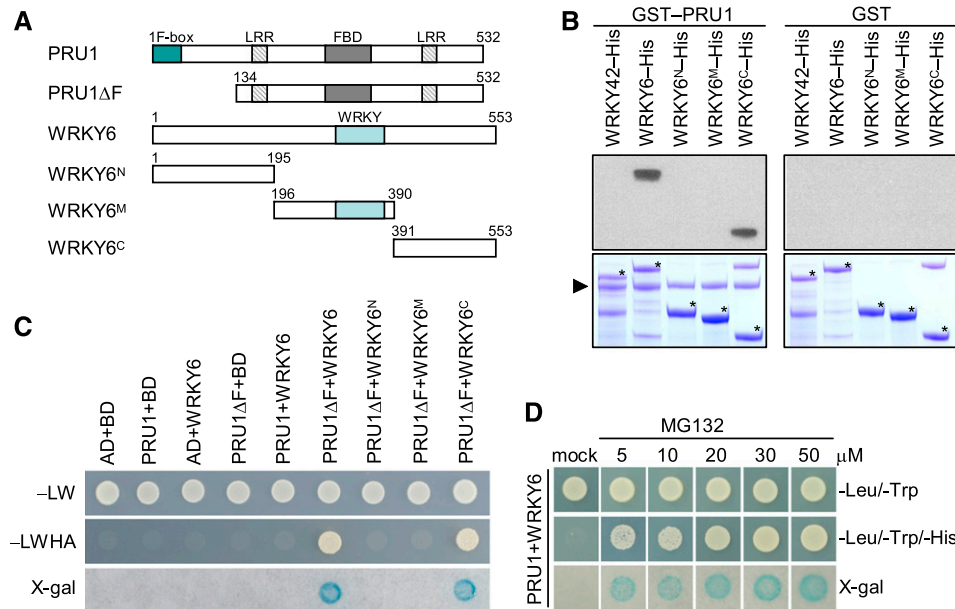 A
1 F-box LRR FBD LRR 532
PRU1
134 532
PRU1ΔF
1 WRKY 553
WRKY6
1 195
WRKY6ᴺ
196 390
WRKY6ᴹ
391 553
WRKY6ᶜ
B
GST–PRU1 GST
WRKY42–His
WRKY6–His
WRKY6ᴺ–His
WRKY6ᴹ–His
WRKY6ᶜ–His
WRKY42–His
WRKY6–His
WRKY6ᴺ–His
WRKY6ᴹ–His
WRKY6ᶜ–His
* * * * *
* * * * *
C
AD+BD
PRU1+BD
AD+WRKY6
PRU1ΔF+BD
PRU1+WRKY6
PRU1ΔF+WRKY6
PRU1ΔF+WRKY6ᴺ
PRU1ΔF+WRKY6ᴹ
PRU1ΔF+WRKY6ᶜ
–LW
–LWHA
X-gal
D
MG132
mock 5 10 20 30 50 μM
PRU1+WRKY6
-Leu/-Trp
-Leu/-Trp/-His
X-gal